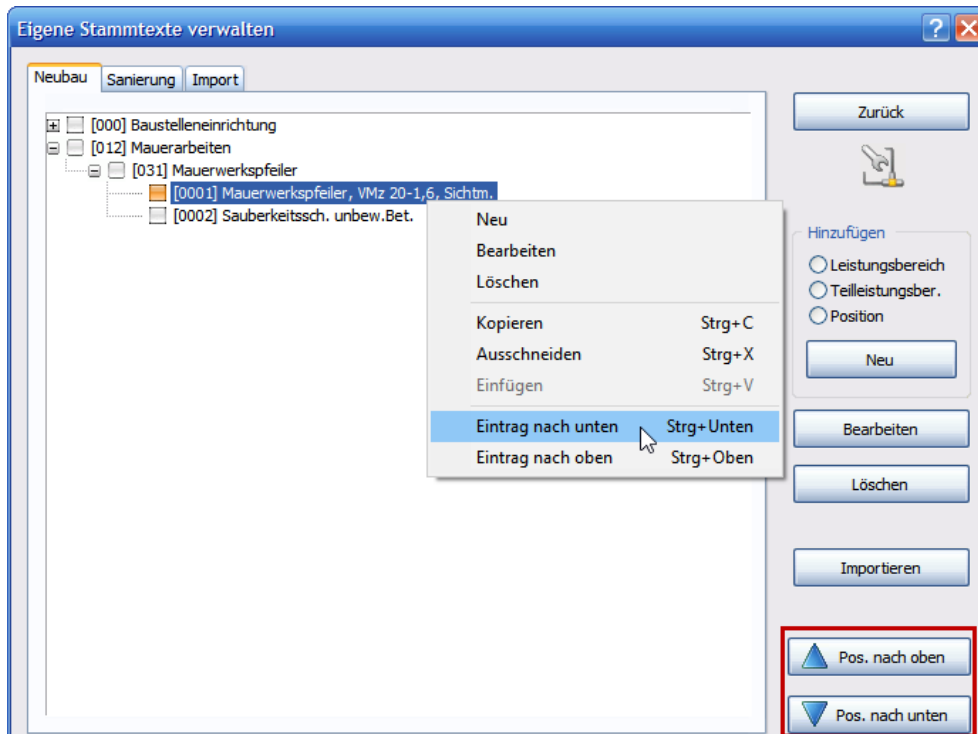 Eigene Stammtexte verwalten
?
Neubau Sanierung Import
[000] Baustelleneinrichtung
[012] Mauerarbeiten
[031] Mauerwerkspfeiler
[0001] Mauerwerkspfeiler, VMz 20-1,6, Sichtm.
[0002] Sauberkeitssch. unbew.Bet.
Neu
Bearbeiten
Löschen
Kopieren Strg+C
Ausschneiden Strg+X
Einfügen Strg+V
Eintrag nach unten Strg+Unten
Eintrag nach oben Strg+Oben
Zurück
Hinzufügen
Leistungsbereich
Teilleistungsber.
Position
Neu
Bearbeiten
Löschen
Importieren
Pos. nach oben
Pos. nach unten